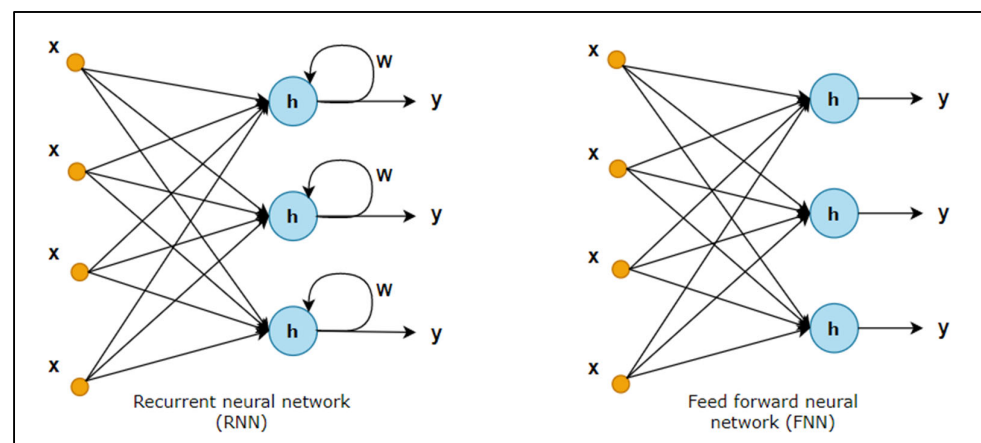 x
x
x
x
h
h
h
w
w
w
y
y
y
Recurrent neural network
(RNN)
x
x
x
x
h
h
h
y
y
y
Feed forward neural
network (FNN)